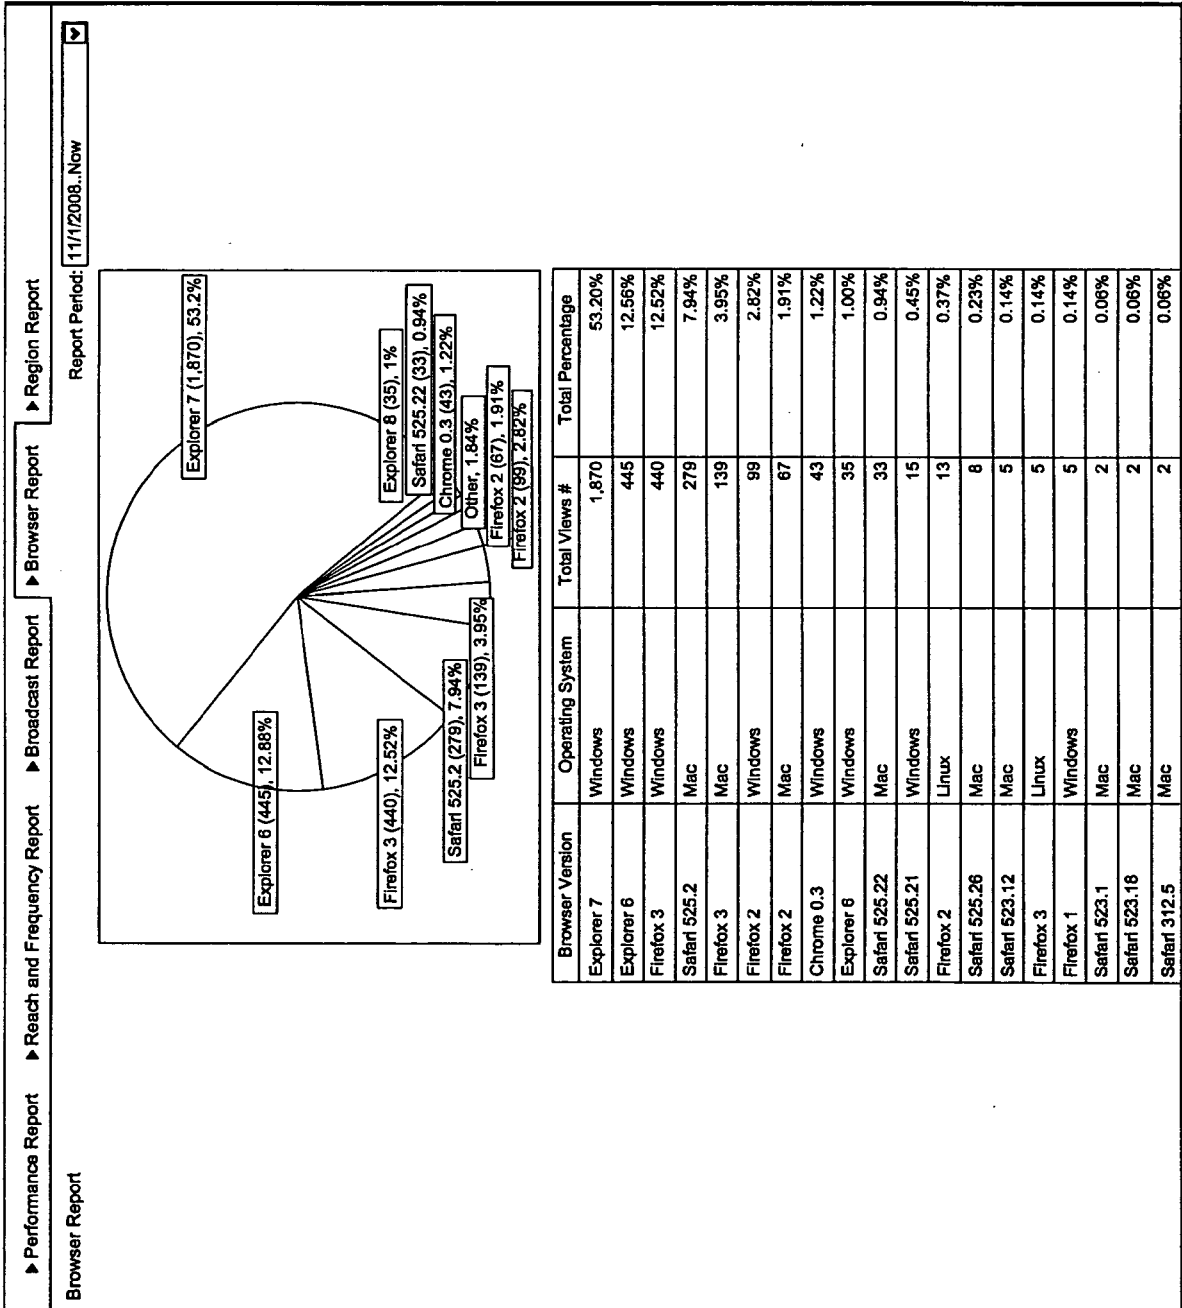 ▶ Performance Report ▶ Reach and Frequency Report ▶ Broadcast Report ▶ Browser Report ▶ Region Report
Browser Report
Report Period: 11/1/2008..Now
Explorer 7 (1,870), 53.2%
Explorer 6 (445), 12.88%
Firefox 3 (440), 12.52%
Safari 525.2 (279), 7.94%
Firefox 3 (139), 3.95%
Explorer 8 (35), 1%
Safari 525.22 (33), 0.94%
Chrome 0.3 (43), 1.22%
Other, 1.84%
Firefox 2 (67), 1.91%
Firefox 2 (99), 2.82%
Browser Version Operating System Total Views # Total Percentage
Explorer 7 Windows 1,870 53.20%
Explorer 6 Windows 445 12.56%
Firefox 3 Windows 440 12.52%
Safari 525.2 Mac 279 7.94%
Firefox 3 Mac 139 3.95%
Firefox 2 Windows 99 2.82%
Firefox 2 Mac 67 1.91%
Chrome 0.3 Windows 43 1.22%
Explorer 6 Windows 35 1.00%
Safari 525.22 Mac 33 0.94%
Safari 525.21 Windows 15 0.45%
Firefox 2 Linux 13 0.37%
Safari 525.26 Mac 8 0.23%
Safari 523.12 Mac 5 0.14%
Firefox 3 Linux 5 0.14%
Firefox 1 Windows 5 0.14%
Safari 523.1 Mac 2 0.06%
Safari 523.18 Mac 2 0.06%
Safari 312.5 Mac 2 0.06%